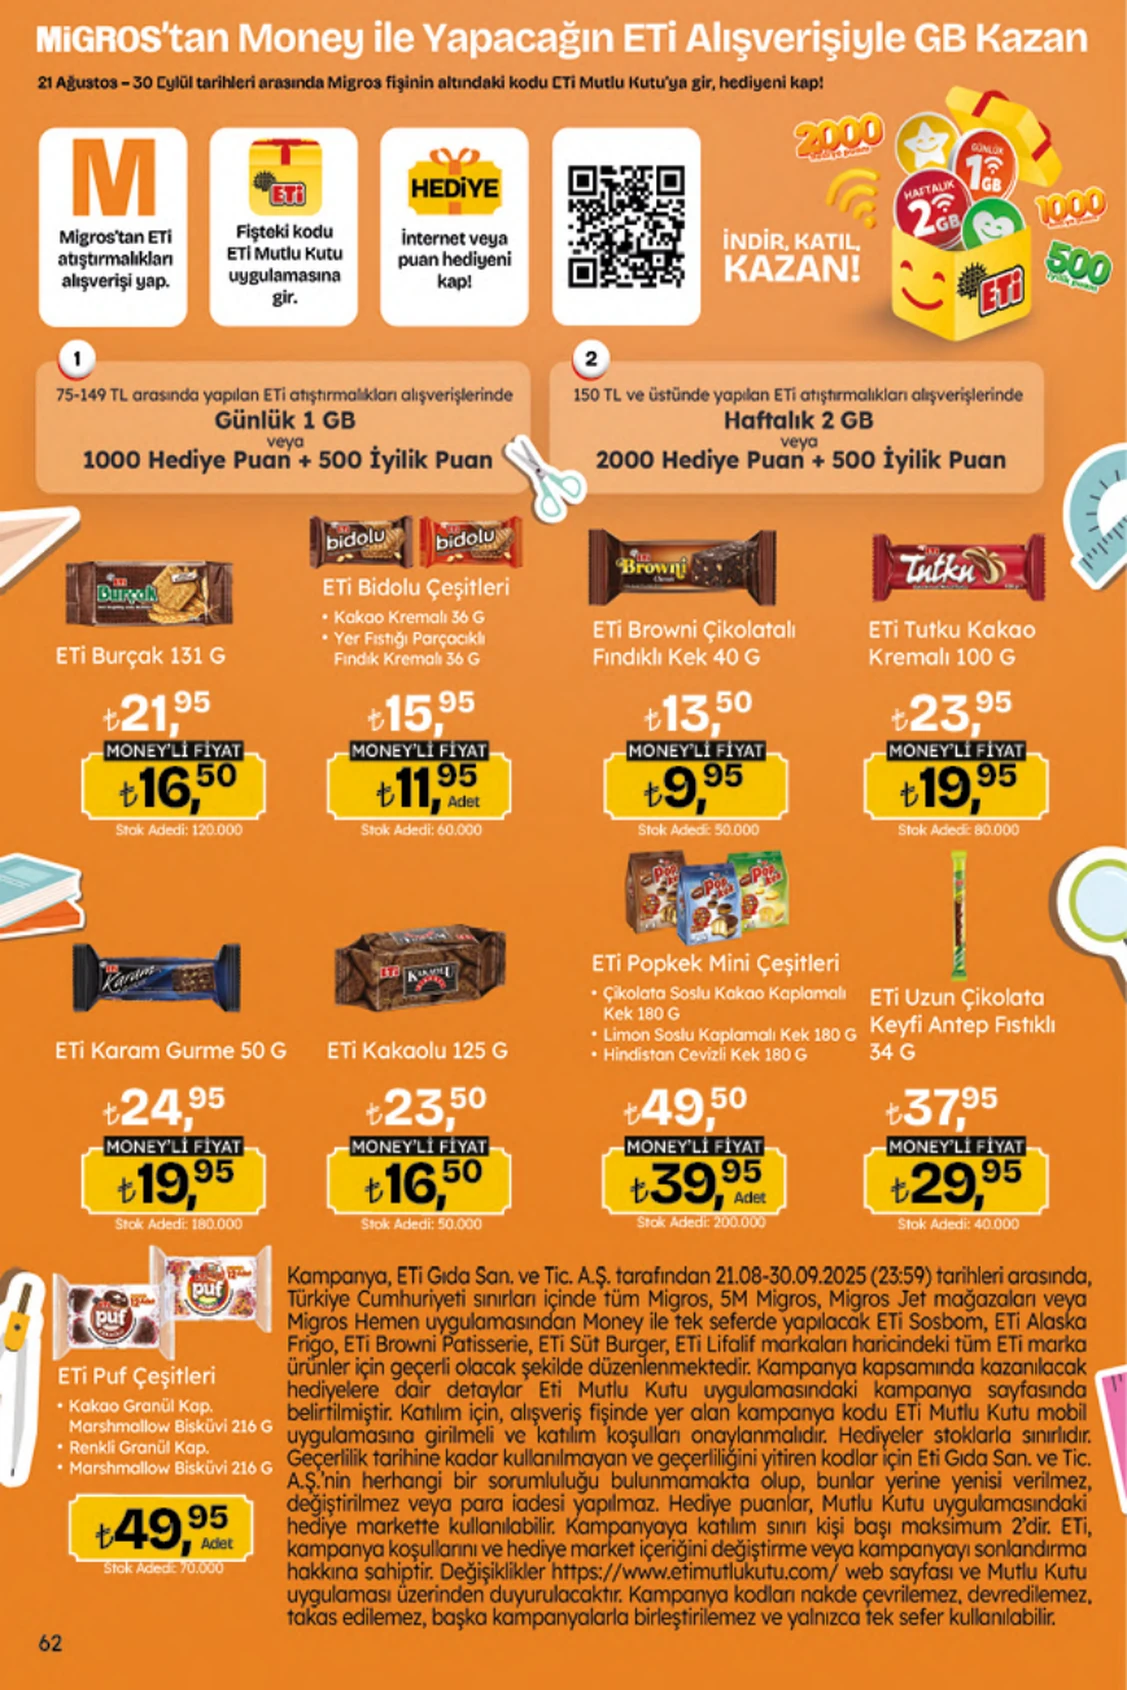 MiGROS'tan Money ile Yapacağın ETi Alışverişiyle GB Kazan
21 Ağustos – 30 Eylül tarihleri arasında Migros fişinin altındaki kodu ETi Mutlu Kutu'ya gir, hediyeni kap!
M
Migros'tan ETi
atıştırmalıkları
alışverişi yap.
ETi
Fişteki kodu
ETi Mutlu Kutu
uygulamasına
gir.
HEDİYE
İnternet veya
puan hediyeni
kap!
İNDİR, KATIL,
KAZAN!
2000
hediye puanı
GÜNLÜK
1GB
HAFTALIK
2GB
1000
500
iyilik puanı
ETi
1
75-149 TL arasında yapılan ETi atıştırmalıkları alışverişlerinde
Günlük 1 GB
veya
1000 Hediye Puan + 500 İyilik Puan
2
150 TL ve üstünde yapılan ETi atıştırmalıkları alışverişlerinde
Haftalık 2 GB
veya
2000 Hediye Puan + 500 İyilik Puan
ETi Burçak
ETi Burçak 131 G
₺21,95
MONEY'Lİ FİYAT
₺16,50
Stok Adedi: 120.000
bidolu
bidolu
ETi Bidolu Çeşitleri
• Kakao Kremalı 36 G
• Yer Fıstığı Parçacıklı
Fındık Kremalı 36 G
₺15,95
MONEY'Lİ FİYAT
₺11,95
Adet
Stok Adedi: 60.000
Browni
ETi Browni Çikolatalı
Fındıklı Kek 40 G
₺13,50
MONEY'Lİ FİYAT
₺9,95
Stok Adedi: 50.000
Tutku
ETi Tutku Kakao
Kremalı 100 G
₺23,95
MONEY'Lİ FİYAT
₺19,95
Stok Adedi: 80.000
ETi Karam
ETi Karam Gurme 50 G
₺24,95
MONEY'Lİ FİYAT
₺19,95
Stok Adedi: 180.000
ETi KAKAOLU
ETi Kakaolu 125 G
₺23,50
MONEY'Lİ FİYAT
₺16,50
Stok Adedi: 50.000
Pop kek
Pop kek
Pop kek
ETi Popkek Mini Çeşitleri
• Çikolata Soslu Kakao Kaplamalı
Kek 180 G
• Limon Soslu Kaplamalı Kek 180 G
• Hindistan Cevizli Kek 180 G
₺49,50
MONEY'Lİ FİYAT
₺39,95
Adet
Stok Adedi: 200.000
ETi Uzun Çikolata
Keyfi Antep Fıstıklı
34 G
₺37,95
MONEY'Lİ FİYAT
₺29,95
Stok Adedi: 40.000
puf
puf
ETi Puf Çeşitleri
• Kakao Granül Kap.
Marshmallow Bisküvi 216 G
• Renkli Granül Kap.
• Marshmallow Bisküvi 216 G
₺49,95
Adet
Stok Adedi: 70.000
Kampanya, ETi Gıda San. ve Tic. A.Ş. tarafından 21.08-30.09.2025 (23:59) tarihleri arasında,
Türkiye Cumhuriyeti sınırları içinde tüm Migros, 5M Migros, Migros Jet mağazaları veya
Migros Hemen uygulamasından Money ile tek seferde yapılacak ETi Sosbom, ETi Alaska
Frigo, ETi Browni Patisserie, ETi Süt Burger, ETi Lifalif markaları haricindeki tüm ETi marka
ürünler için geçerli olacak şekilde düzenlenmektedir. Kampanya kapsamında kazanılacak
hediyelere dair detaylar Eti Mutlu Kutu uygulamasındaki kampanya sayfasında
belirtilmiştir. Katılım için, alışveriş fişinde yer alan kampanya kodu ETi Mutlu Kutu mobil
uygulamasına girilmeli ve katılım koşulları onaylanmalıdır. Hediyeler stoklarla sınırlıdır.
Geçerlilik tarihine kadar kullanılmayan ve geçerliliğini yitiren kodlar için Eti Gıda San. ve Tic.
A.Ş.'nin herhangi bir sorumluluğu bulunmamakta olup, bunlar yerine yenisi verilmez,
değiştirilmez veya para iadesi yapılmaz. Hediye puanlar, Mutlu Kutu uygulamasındaki
hediye markette kullanılabilir. Kampanyaya katılım sınırı kişi başı maksimum 2'dir. ETi,
kampanya koşullarını ve hediye market içeriğini değiştirme veya kampanyayı sonlandırma
hakkına sahiptir. Değişiklikler https://www.etimutlukutu.com/ web sayfası ve Mutlu Kutu
uygulaması üzerinden duyurulacaktır. Kampanya kodları nakde çevrilemez, devredilemez,
takas edilemez, başka kampanyalarla birleştirilemez ve yalnızca tek sefer kullanılabilir.
62